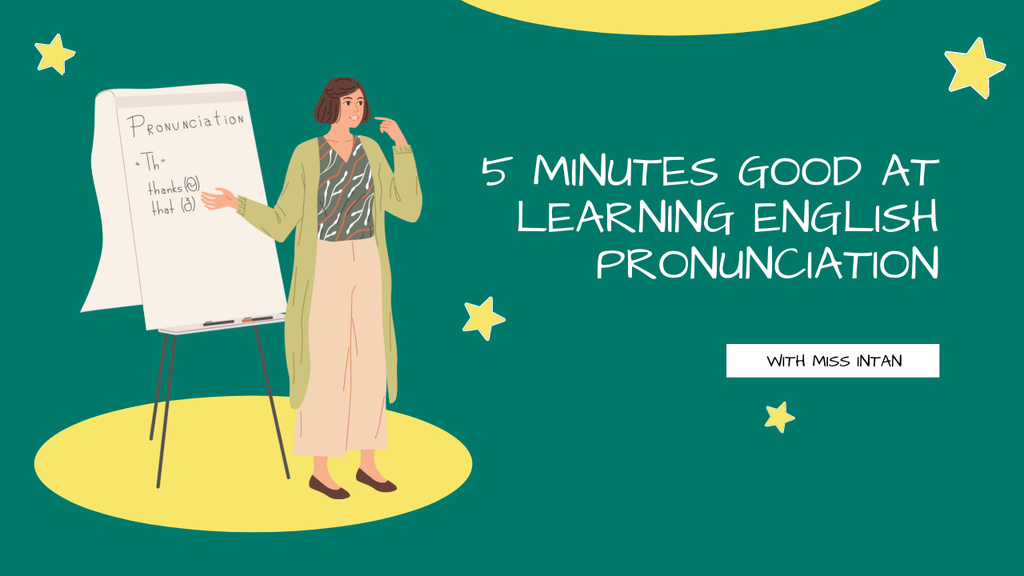 Pronunciation
"Th"
thanks (Θ)
that (ð)
5 MINUTES GOOD AT
LEARNING ENGLISH
PRONUNCIATION
WITH MISS INTAN